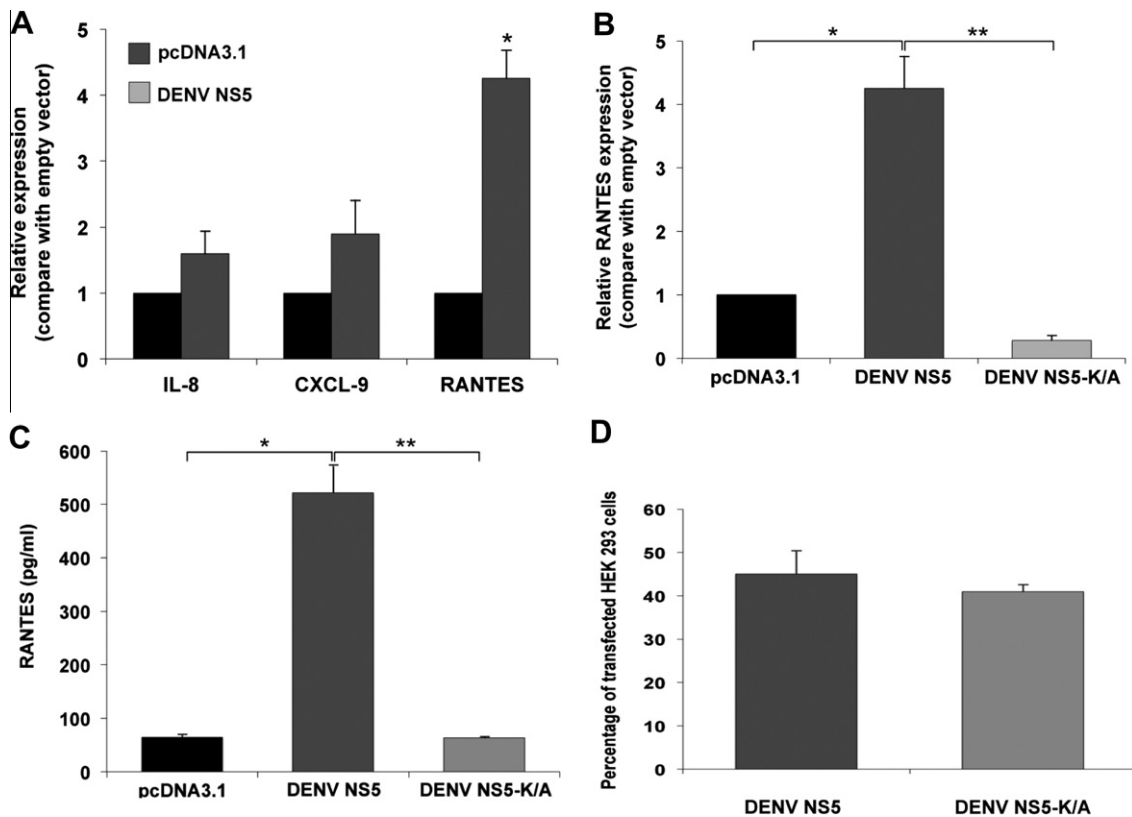 A
5
4
3
2
1
0
Relative expression
(compare with empty vector)
pcDNA3.1
DENV NS5
*
IL-8
CXCL-9
RANTES
B
5
4
3
2
1
0
Relative RANTES expression
(compare with empty vector)
*
**
pcDNA3.1
DENV NS5
DENV NS5-K/A
C
600
500
400
300
200
100
0
RANTES (pg/ml)
*
**
pcDNA3.1
DENV NS5
DENV NS5-K/A
D
60
50
40
30
20
10
0
Percentage of transfected HEK 293 cells
DENV NS5
DENV NS5-K/A